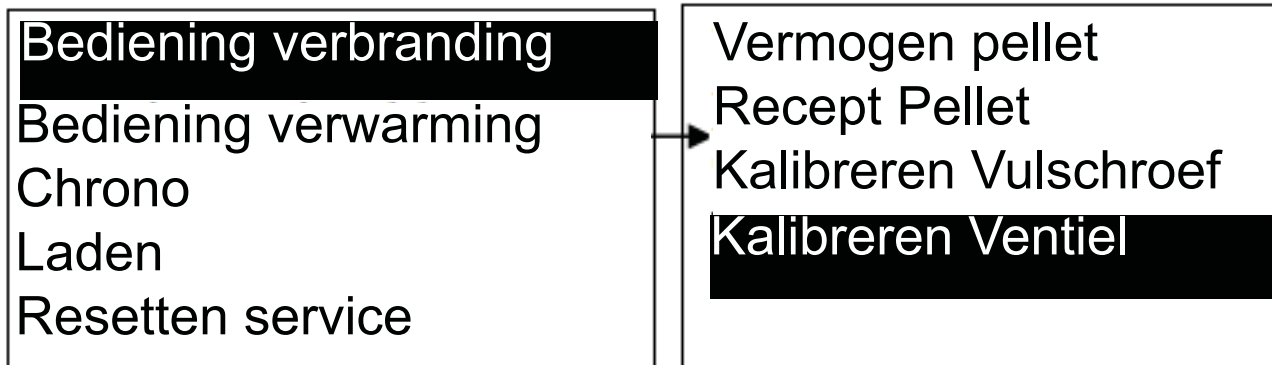 Bediening verbranding
Bediening verwarming
Chrono
Laden
Resetten service
Vermogen pellet
Recept Pellet
Kalibreren Vulschroef
Kalibreren Ventiel